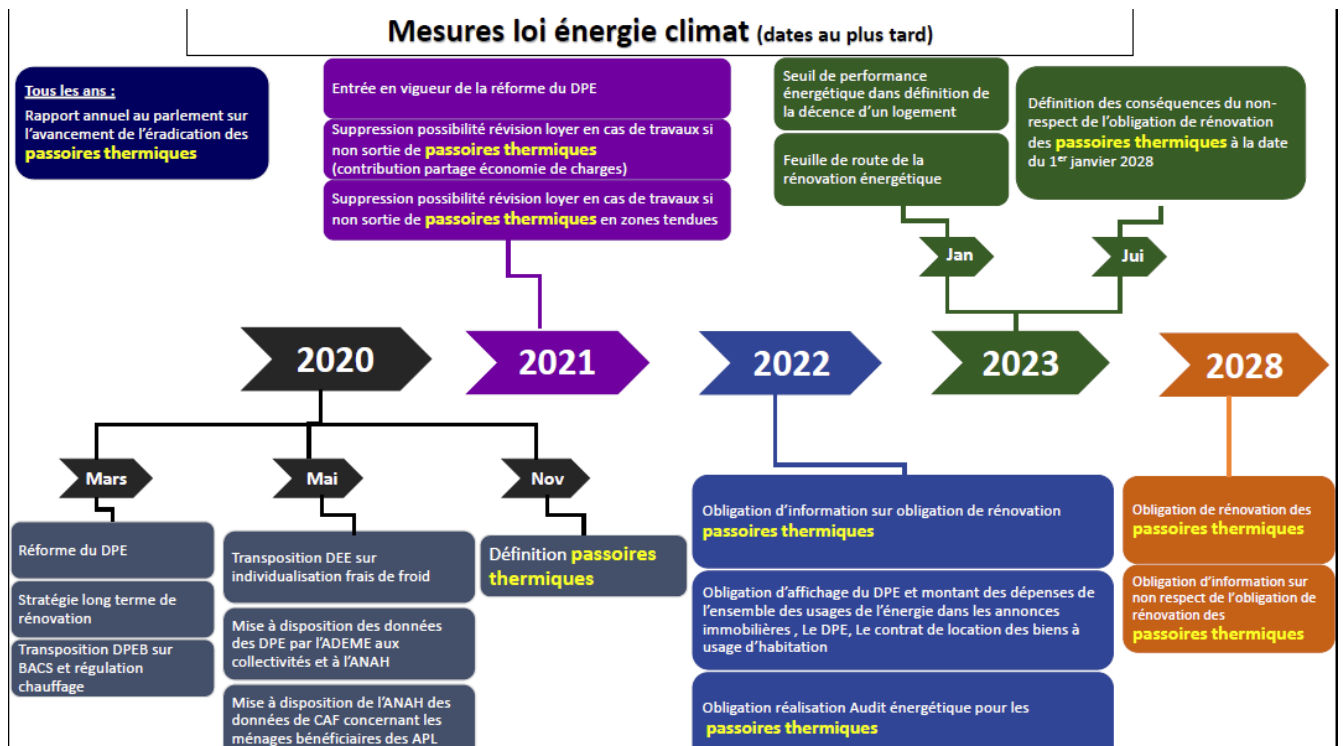 Mesures loi énergie climat (dates au plus tard)
Tous les ans :
Rapport annuel au parlement sur
l'avancement de l'éradication des
passoires thermiques
Entrée en vigueur de la réforme du DPE
Suppression possibilité révision loyer en cas de travaux si
non sortie de passoires thermiques
(contribution partage économie de charges)
Suppression possibilité révision loyer en cas de travaux si
non sortie de passoires thermiques en zones tendues
Seuil de performance
énergétique dans définition de
la décence d'un logement
Feuille de route de la
rénovation énergétique
Définition des conséquences du non-
respect de l'obligation de rénovation
des passoires thermiques à la date
du 1er janvier 2028
Jan
Jui
2020
2021
2022
2023
2028
Mars
Mai
Nov
Réforme du DPE
Stratégie long terme de
rénovation
Transposition DPEB sur
BACS et régulation
chauffage
Transposition DEE sur
individualisation frais de froid
Mise à disposition des données
des DPE par l'ADEME aux
collectivités et à l'ANAH
Mise à disposition de l'ANAH des
données de CAF concernant les
ménages bénéficiaires des APL
Définition passoires
thermiques
Obligation d'information sur obligation de rénovation
passoires thermiques
Obligation d'affichage du DPE et montant des dépenses de
l'ensemble des usages de l'énergie dans les annonces
immobilières , Le DPE, Le contrat de location des biens à
usage d'habitation
Obligation réalisation Audit énergétique pour les
passoires thermiques
Obligation de rénovation des
passoires thermiques
Obligation d'information sur
non respect de l'obligation de
rénovation des
passoires thermiques